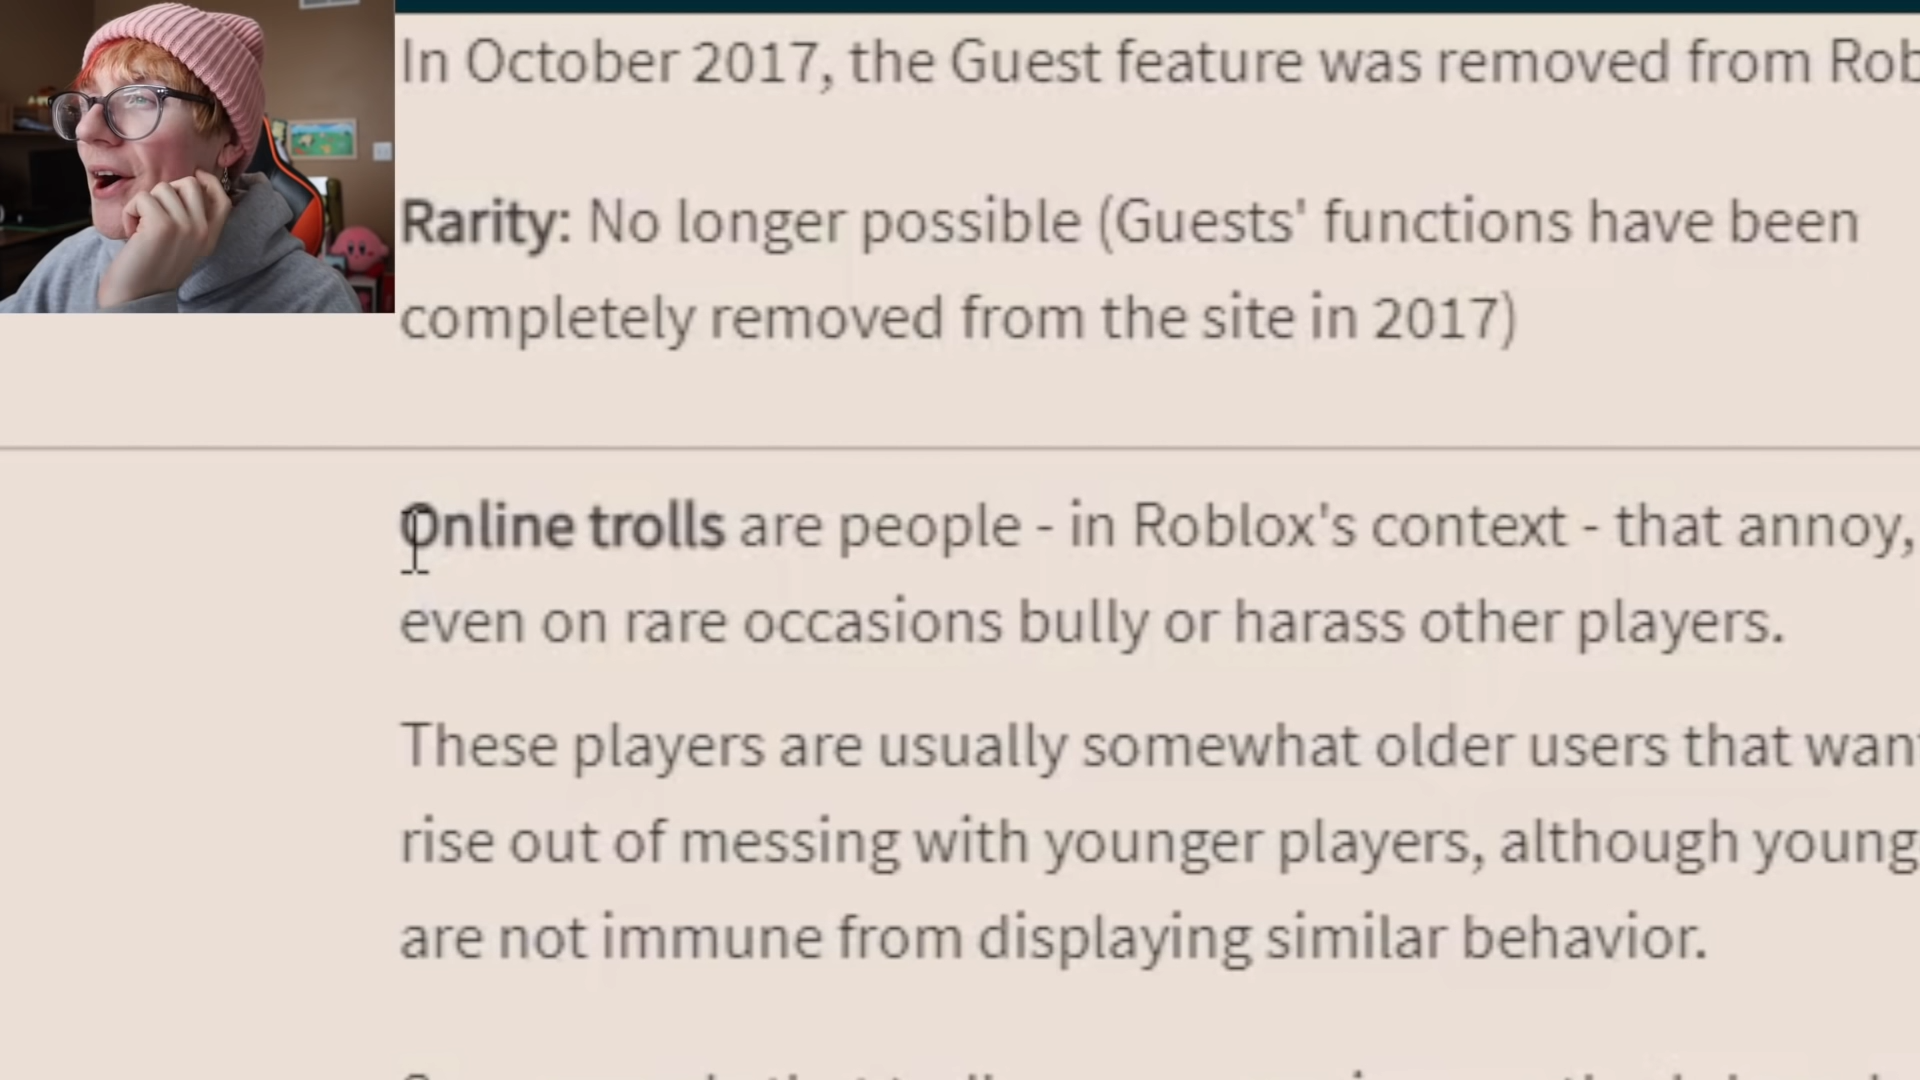 In October 2017, the Guest feature was removed from Rob
Rarity: No longer possible (Guests' functions have been
completely removed from the site in 2017)
Online trolls are people - in Roblox's context - that annoy,
even on rare occasions bully or harass other players.
These players are usually somewhat older users that want
rise out of messing with younger players, although young
are not immune from displaying similar behavior.